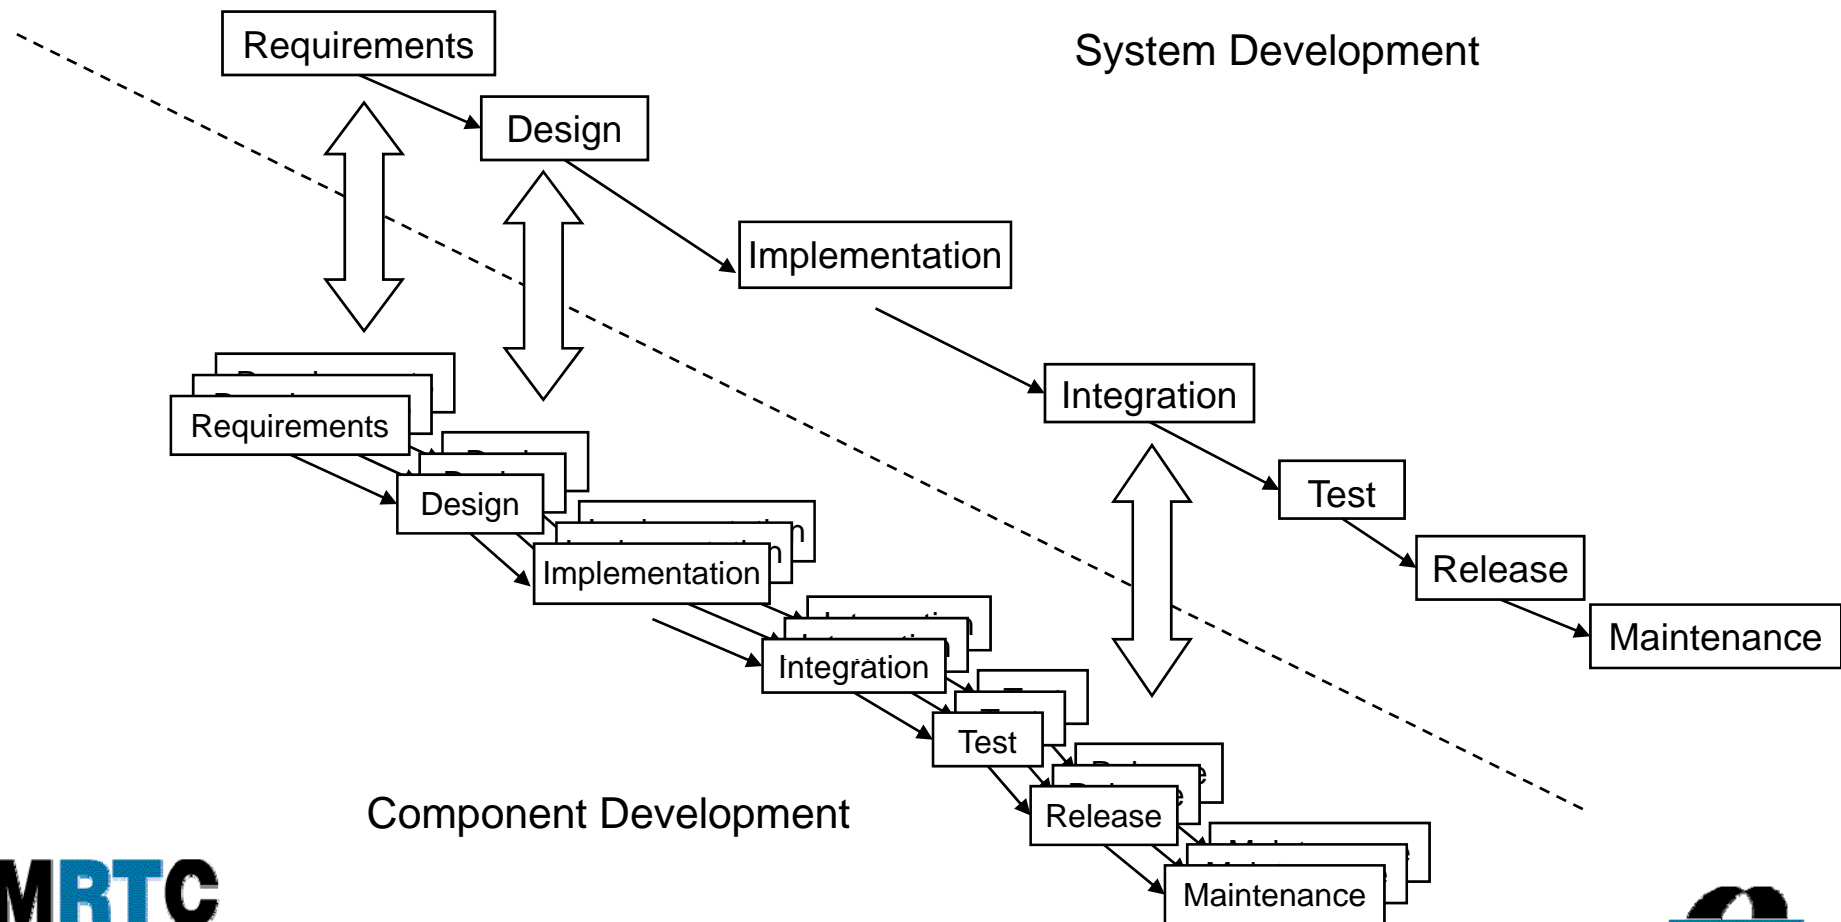 Requirements
System Development
Design
Implementation
Integration
Requirements
Test
Design
Release
Implementation
Maintenance
Integration
Test
Component Development
Release
MRTC
Maintenance